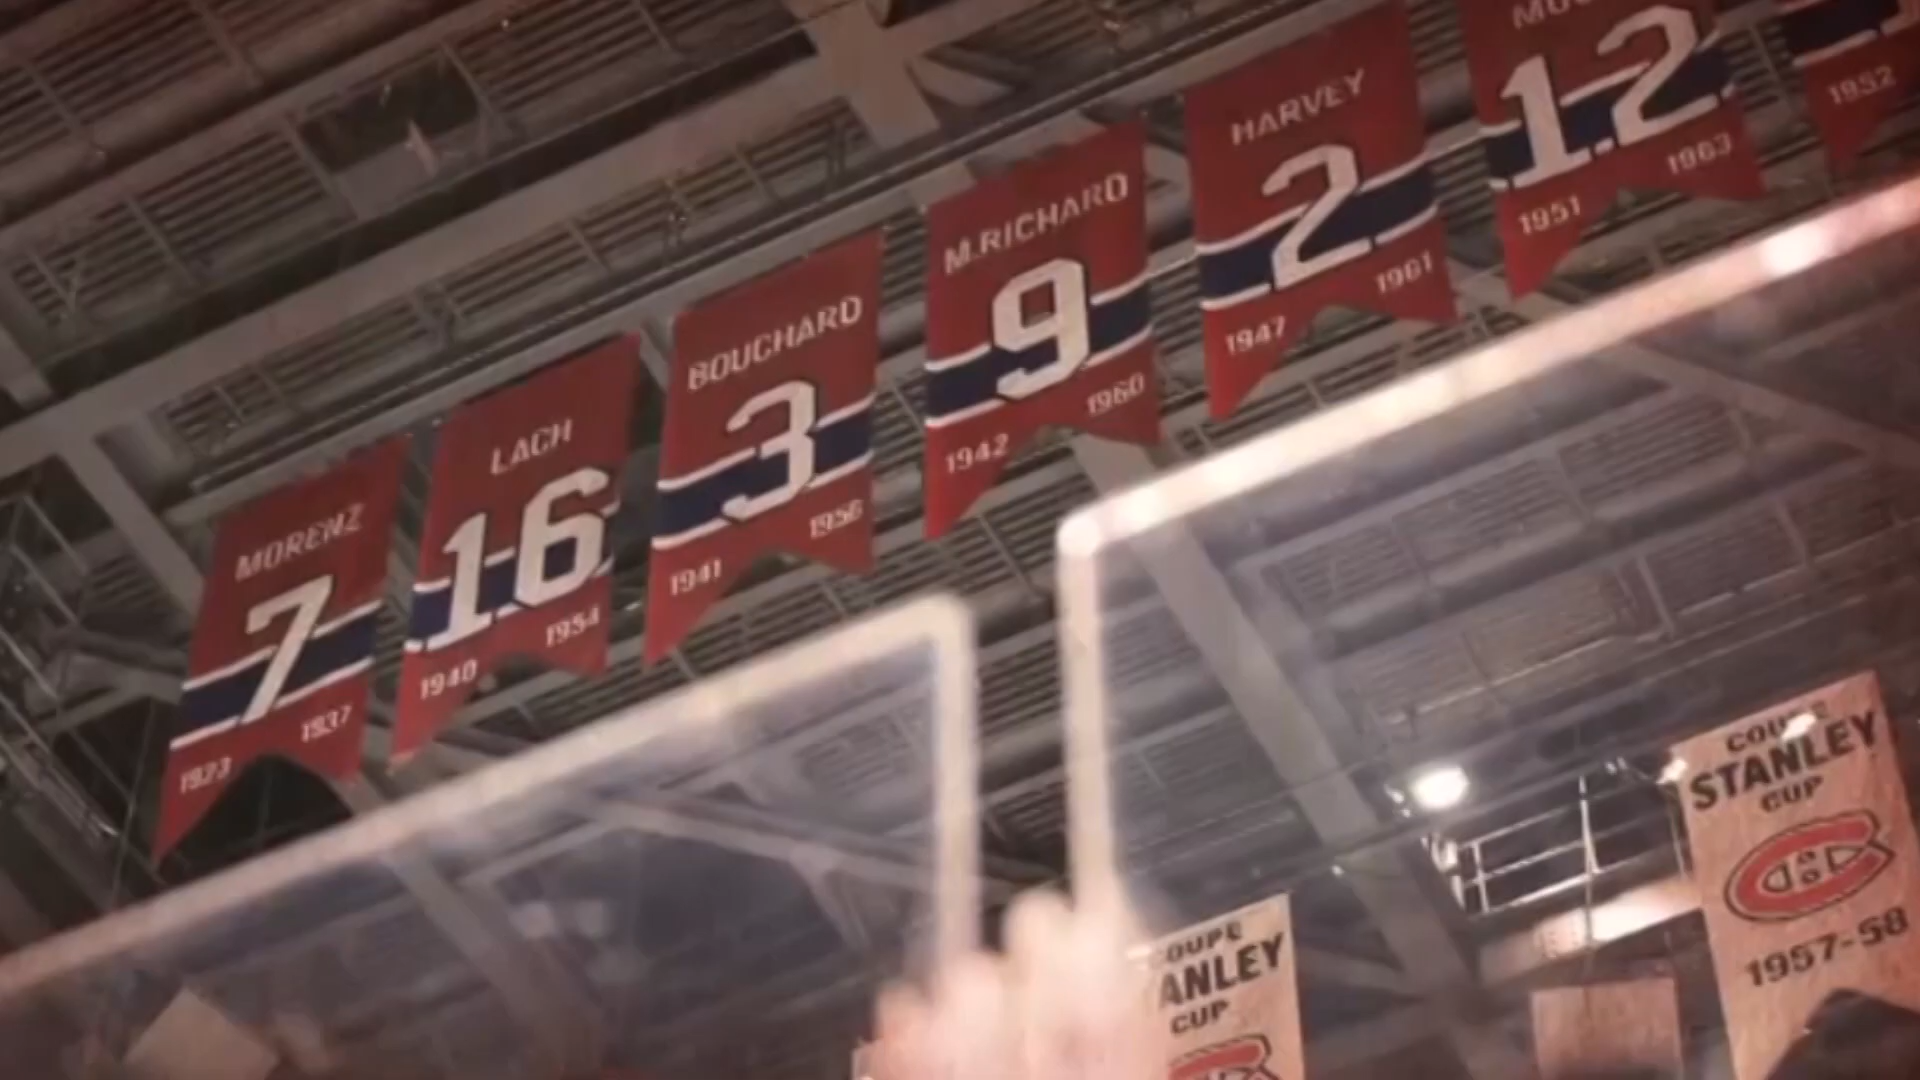 MORENZ
7
1923 1937
LACH
16
1940 1954
BOUCHARD
3
1941 1956
M.RICHARD
9
1942 1960
HARVEY
2
1947 1961
12
1951 1963
1952
COUPE
STANLEY
CUP
1957-58
COUPE
ANLEY
CUP